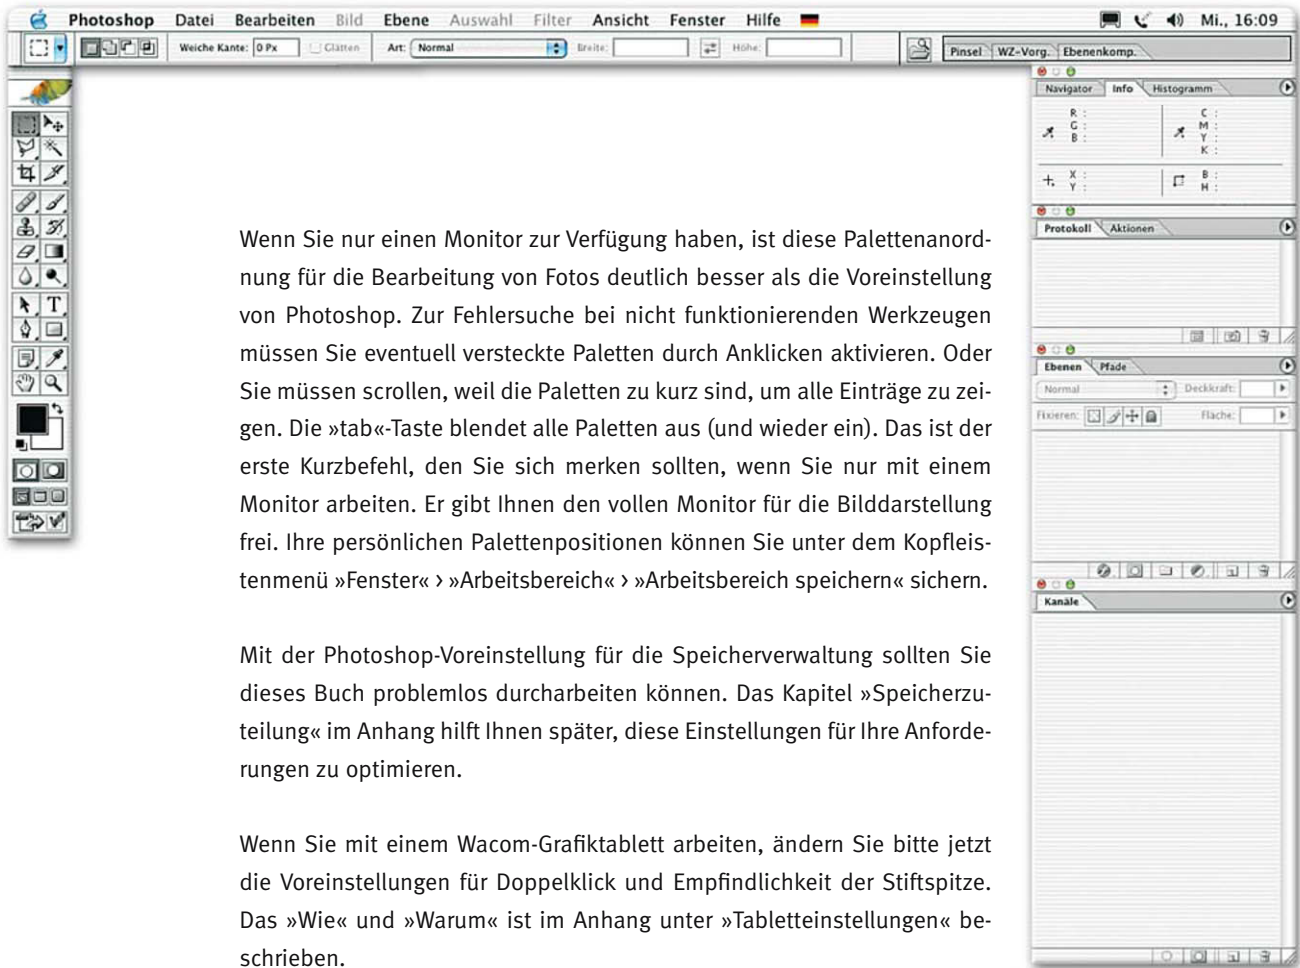 Photoshop Datei Bearbeiten Bild Ebene Auswahl Filter Ansicht Fenster Hilfe Mi., 16:09
Weiche Kante: 0 Px Glätten Art: Normal Breite: Höhe: Pinsel WZ-Vorg. Ebenenkomp.
Navigator Info Histogramm
R : C :
G : M :
B : Y :
K :
X : B :
Y : H :
Protokoll Aktionen
Ebenen Pfade
Normal Deckkraft:
Fixieren: Fläche:
Kanäle
Wenn Sie nur einen Monitor zur Verfügung haben, ist diese Palettenanord-
nung für die Bearbeitung von Fotos deutlich besser als die Voreinstellung
von Photoshop. Zur Fehlersuche bei nicht funktionierenden Werkzeugen
müssen Sie eventuell versteckte Paletten durch Anklicken aktivieren. Oder
Sie müssen scrollen, weil die Paletten zu kurz sind, um alle Einträge zu zei-
gen. Die »tab«-Taste blendet alle Paletten aus (und wieder ein). Das ist der
erste Kurzbefehl, den Sie sich merken sollten, wenn Sie nur mit einem
Monitor arbeiten. Er gibt Ihnen den vollen Monitor für die Bilddarstellung
frei. Ihre persönlichen Palettenpositionen können Sie unter dem Kopfleis-
tenmenü »Fenster« > »Arbeitsbereich« > »Arbeitsbereich speichern« sichern.
Mit der Photoshop-Voreinstellung für die Speicherverwaltung sollten Sie
dieses Buch problemlos durcharbeiten können. Das Kapitel »Speicherzu-
teilung« im Anhang hilft Ihnen später, diese Einstellungen für Ihre Anforde-
rungen zu optimieren.
Wenn Sie mit einem Wacom-Grafiktablett arbeiten, ändern Sie bitte jetzt
die Voreinstellungen für Doppelklick und Empfindlichkeit der Stiftspitze.
Das »Wie« und »Warum« ist im Anhang unter »Tabletteinstellungen« be-
schrieben.